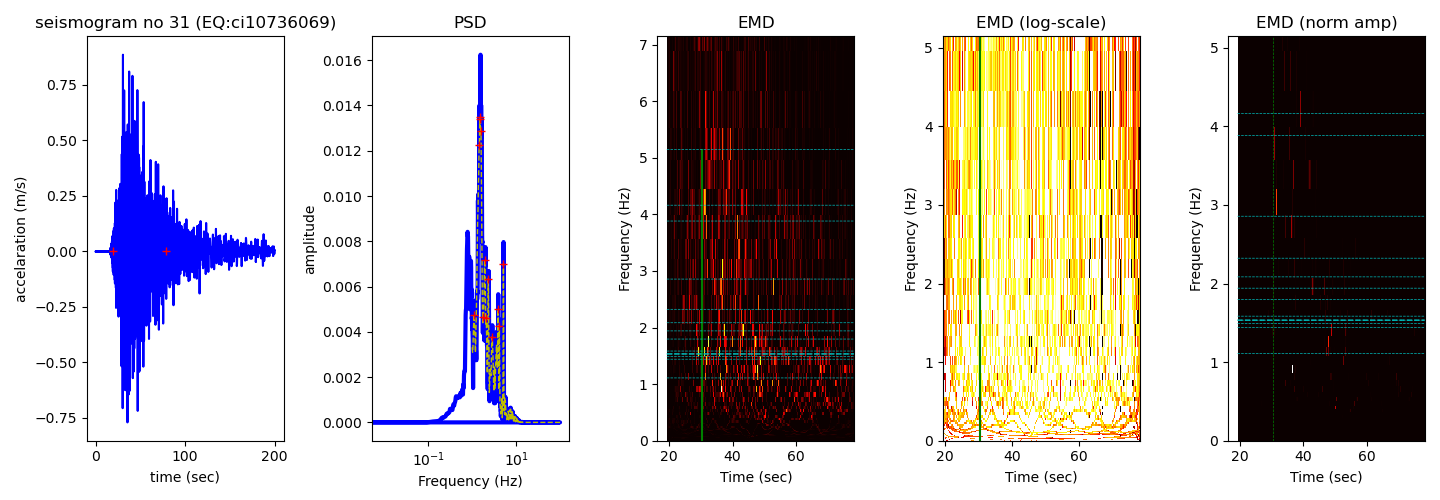 seismogram no 31 (EQ:ci10736069)
accelaration (m/s)
0.75
0.50
0.25
0.00
−0.25
−0.50
−0.75
0 100 200
time (sec)
PSD
amplitude
0.016
0.014
0.012
0.010
0.008
0.006
0.004
0.002
0.000
10⁻¹ 10¹
Frequency (Hz)
EMD
Frequency (Hz)
7
6
5
4
3
2
1
0
20 40 60
Time (sec)
EMD (log-scale)
Frequency (Hz)
5
4
3
2
1
0
20 40 60
Time (sec)
EMD (norm amp)
Frequency (Hz)
5
4
3
2
1
0
20 40 60
Time (sec)